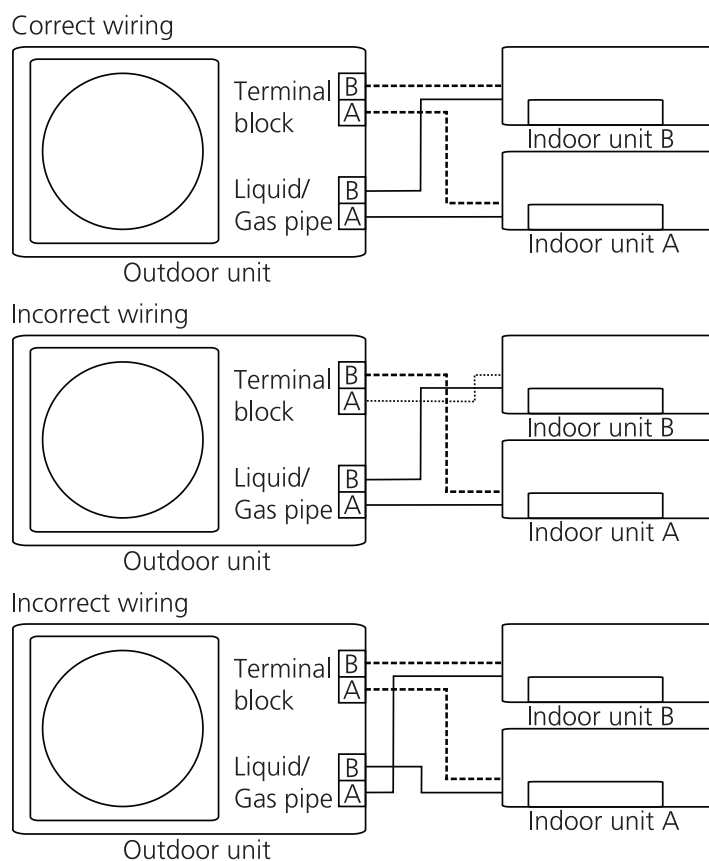 Correct wiring
Terminal
block
B
A
Liquid/
Gas pipe
B
A
Outdoor unit
Indoor unit B
Indoor unit A
Incorrect wiring
Terminal
block
B
A
Liquid/
Gas pipe
B
A
Outdoor unit
Indoor unit B
Indoor unit A
Incorrect wiring
Terminal
block
B
A
Liquid/
Gas pipe
B
A
Outdoor unit
Indoor unit B
Indoor unit A